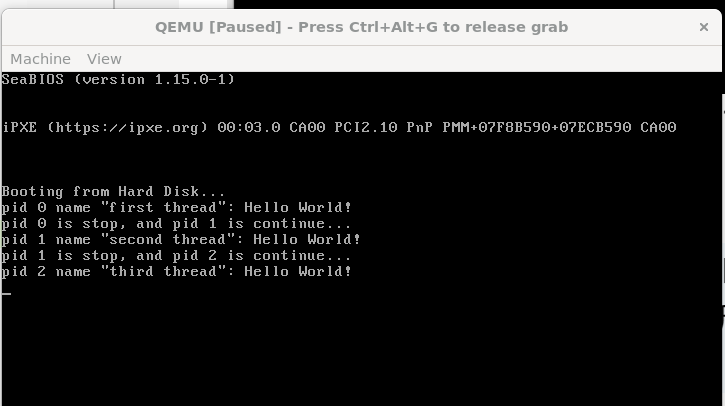 QEMU [Paused] - Press Ctrl+Alt+G to release grab
Machine View
SeaBIOS (version 1.15.0-1)
iPXE (https://ipxe.org) 00:03.0 CA00 PCI2.10 PnP PMM+07F8B590+07ECB590 CA00
Booting from Hard Disk...
pid 0 name "first thread": Hello World!
pid 0 is stop, and pid 1 is continue...
pid 1 name "second thread": Hello World!
pid 1 is stop, and pid 2 is continue...
pid 2 name "third thread": Hello World!